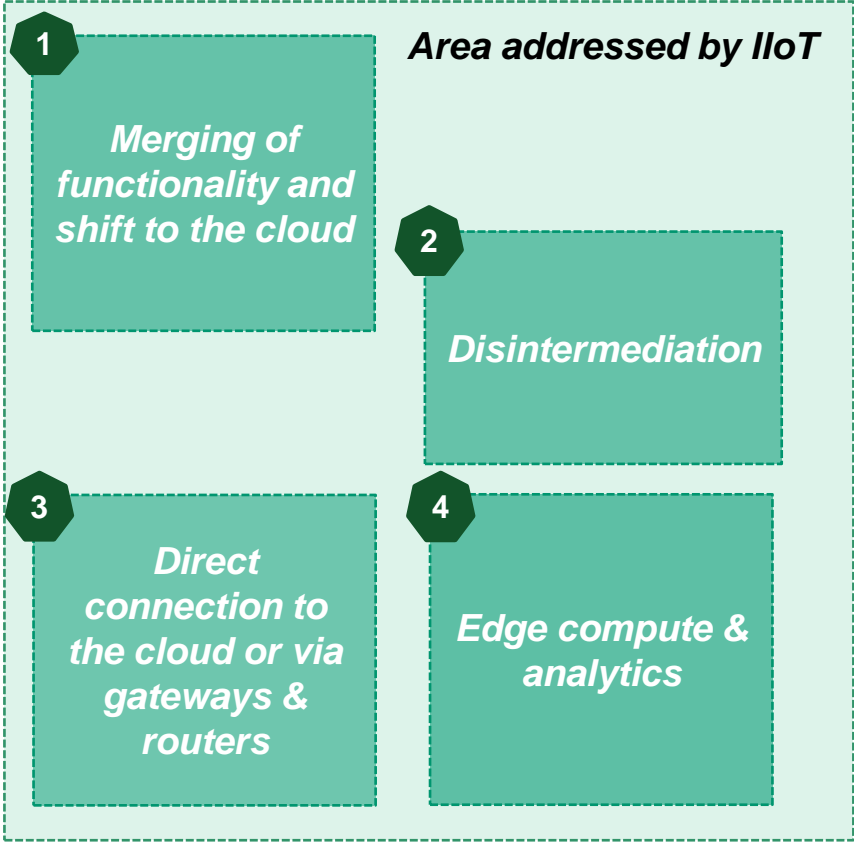 Area addressed by IIoT
1
Merging of
functionality and
shift to the cloud
2
Disintermediation
3
Direct
connection to
the cloud or via
gateways &
routers
4
Edge compute &
analytics